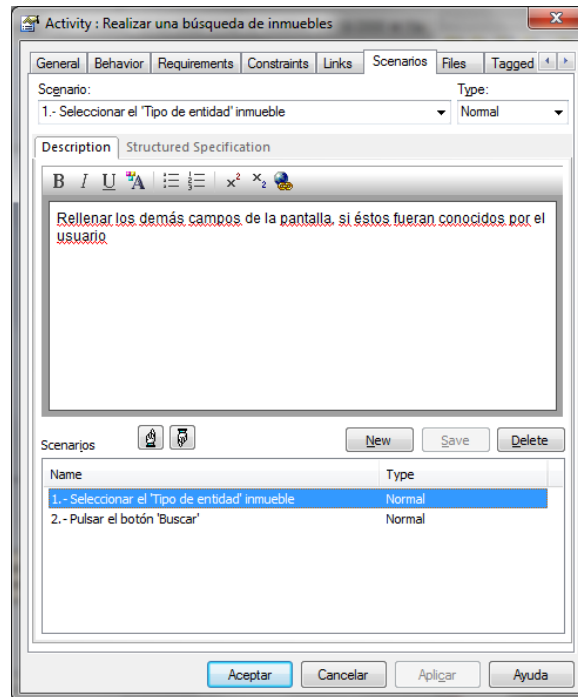 Activity : Realizar una búsqueda de inmuebles
General Behavior Requirements Constraints Links Scenarios Files Tagged
Scenario: Type:
1.- Seleccionar el 'Tipo de entidad' inmueble Normal
Description Structured Specification
B I U A x² x₂
Rellenar los demás campos de la pantalla, si éstos fueran conocidos por el
usuario
Scenarios New Save Delete
Name Type
1.- Seleccionar el 'Tipo de entidad' inmueble Normal
2.- Pulsar el botón 'Buscar' Normal
Aceptar Cancelar Aplicar Ayuda